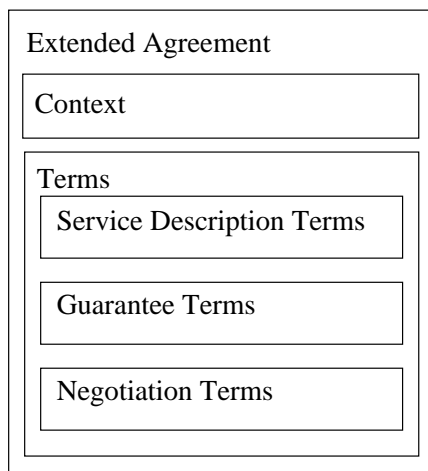 Extended Agreement
Context
Terms
Service Description Terms
Guarantee Terms
Negotiation Terms